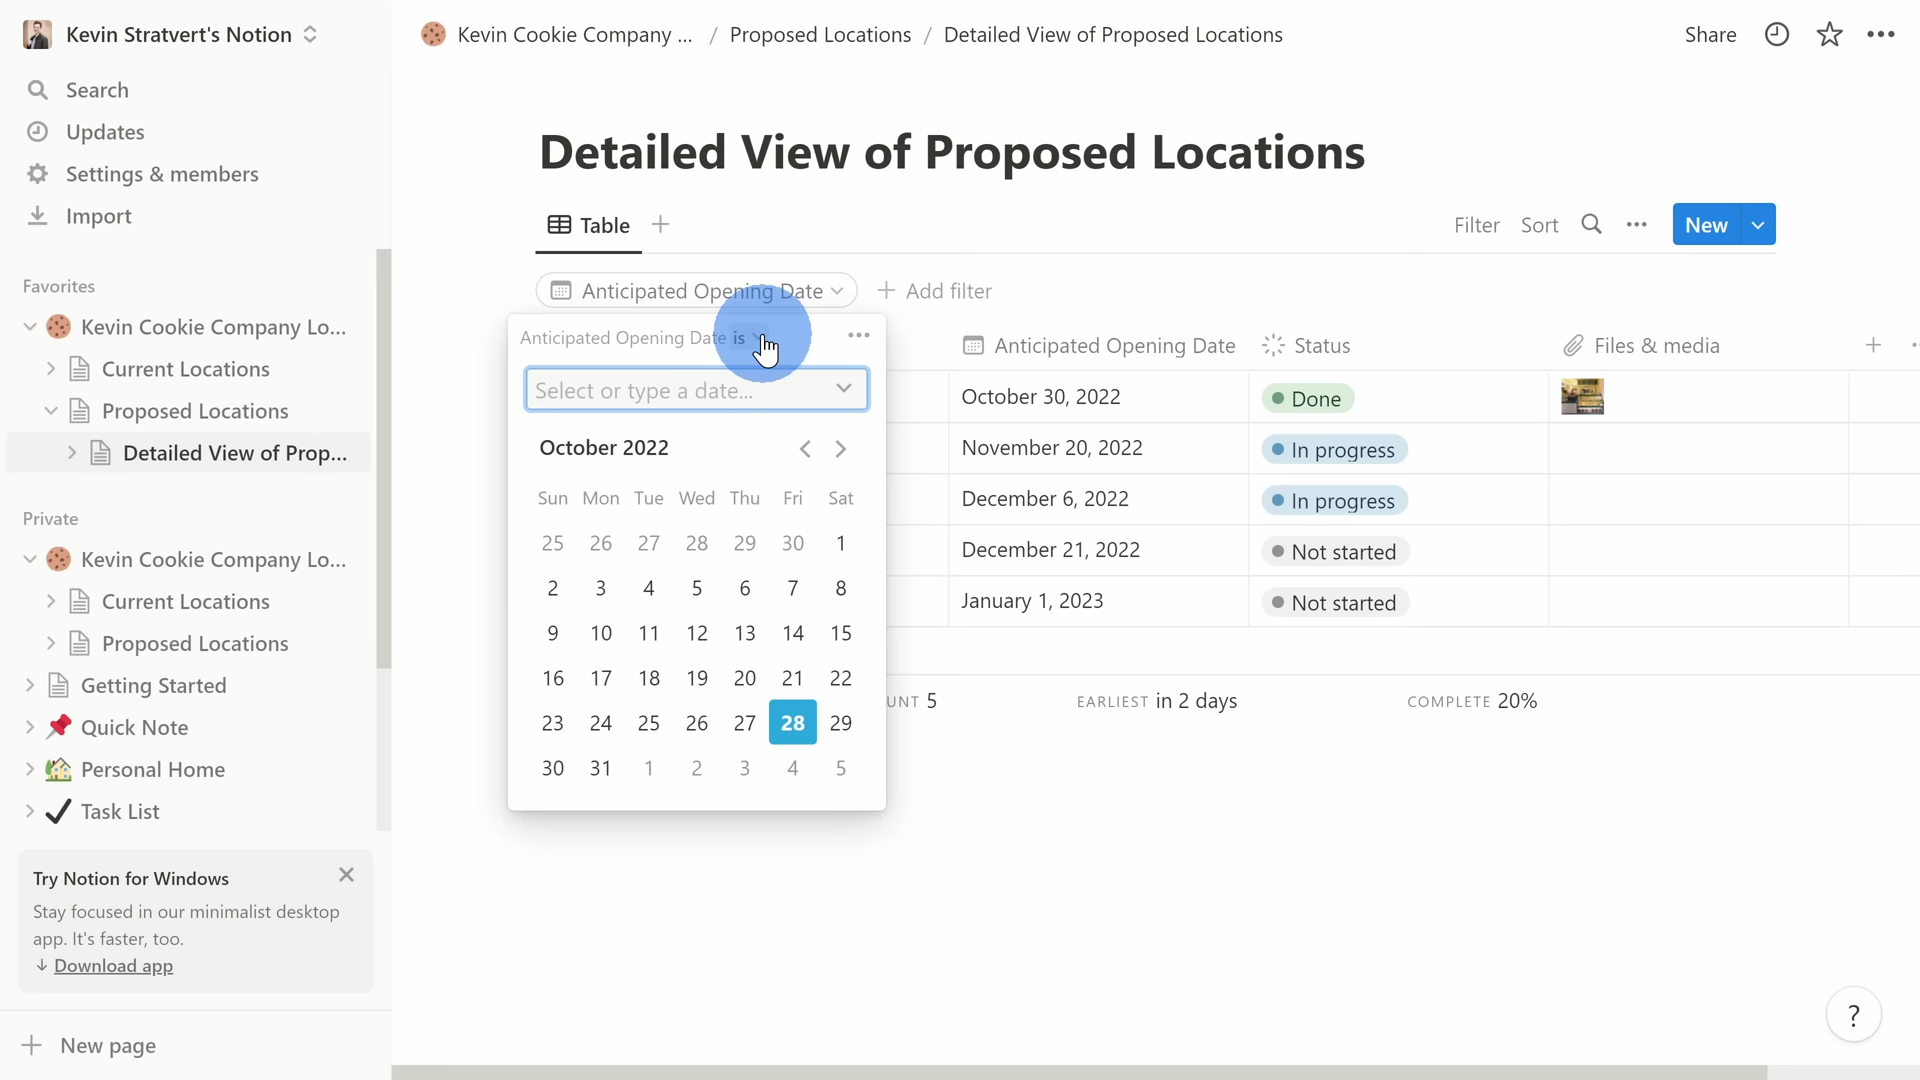 Kevin Stratvert's Notion
Search
Updates
Settings & members
Import
Favorites
Kevin Cookie Company Lo...
Current Locations
Proposed Locations
Detailed View of Prop...
Private
Kevin Cookie Company Lo...
Current Locations
Proposed Locations
Getting Started
Quick Note
Personal Home
Task List
Try Notion for Windows
Stay focused in our minimalist desktop
app. It's faster, too.
Download app
New page
Kevin Cookie Company ... / Proposed Locations / Detailed View of Proposed Locations
Share
Detailed View of Proposed Locations
Table
Filter Sort
New
Anticipated Opening Date
Add filter
Anticipated Opening Date is
Select or type a date...
October 2022
Sun Mon Tue Wed Thu Fri Sat
25 26 27 28 29 30 1
2 3 4 5 6 7 8
9 10 11 12 13 14 15
16 17 18 19 20 21 22
23 24 25 26 27 28 29
30 31 1 2 3 4 5
Anticipated Opening Date Status Files & media
October 30, 2022 Done
November 20, 2022 In progress
December 6, 2022 In progress
December 21, 2022 Not started
January 1, 2023 Not started
UNT 5 EARLIEST in 2 days COMPLETE 20%
?